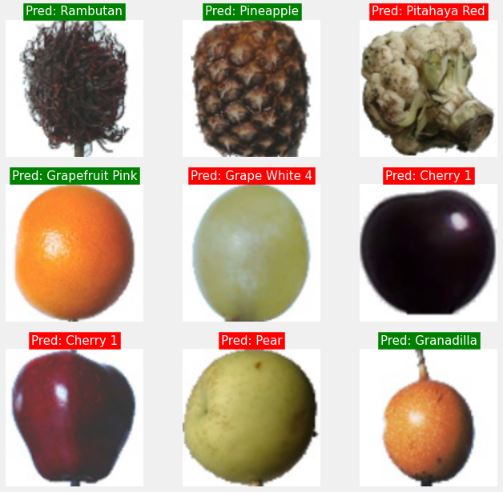 Pred: Rambutan
Pred: Pineapple
Pred: Pitahaya Red
Pred: Grapefruit Pink
Pred: Grape White 4
Pred: Cherry 1
Pred: Cherry 1
Pred: Pear
Pred: Granadilla